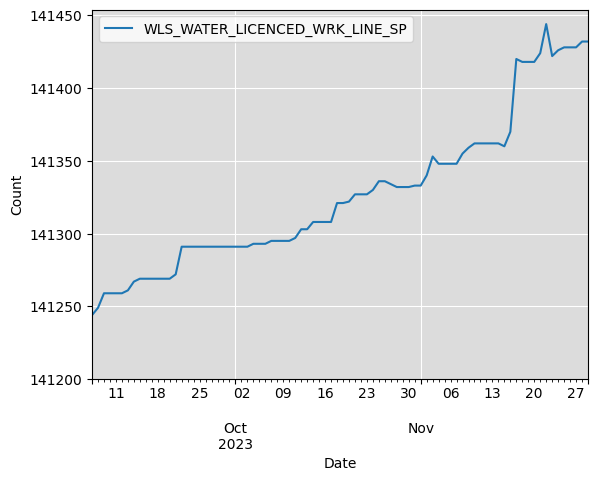 WLS_WATER_LICENCED_WRK_LINE_SP
141450
141400
141350
141300
141250
141200
Count
11 18 25 02 09 16 23 30 06 13 20 27
Oct Nov
2023
Date